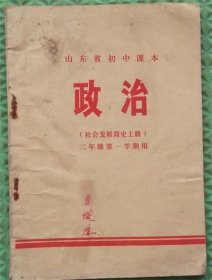 山东省初中课本
政治
（社会发展简史上册）
二年级第一学期用